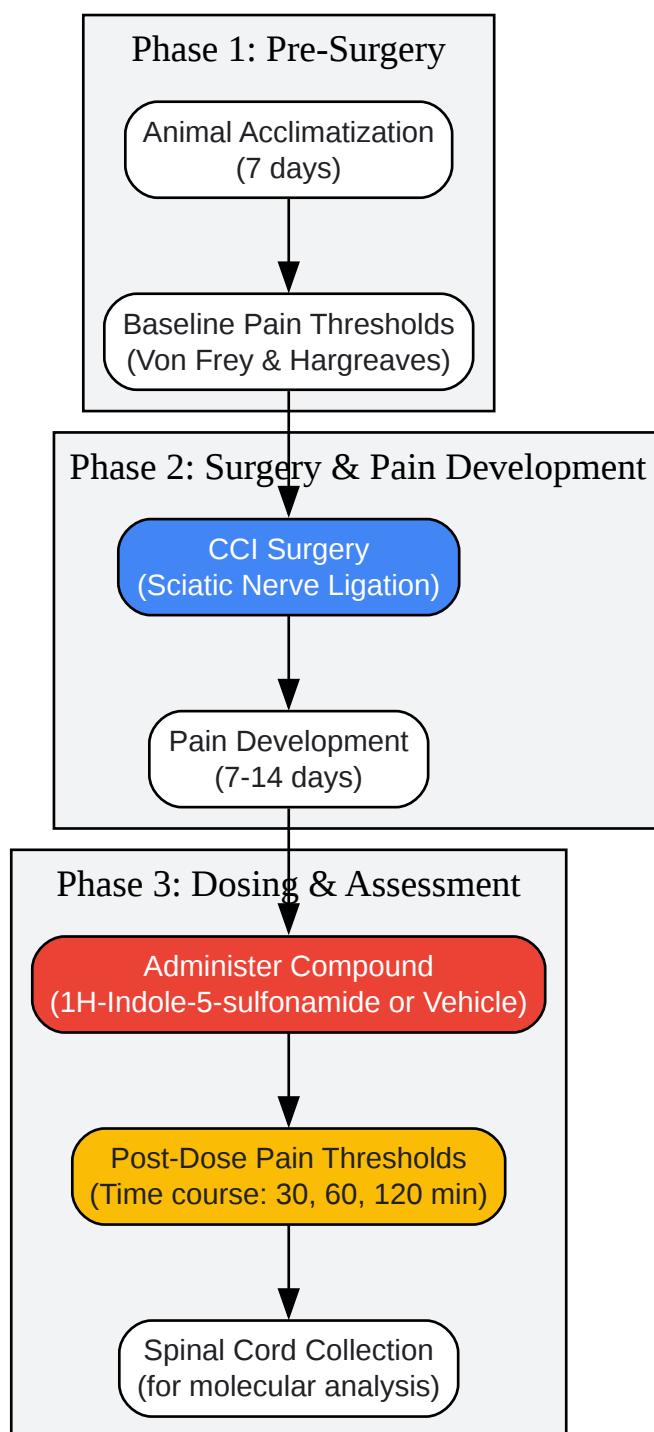 Phase 1: Pre-Surgery
Animal Acclimatization
(7 days)
Baseline Pain Thresholds
(Von Frey & Hargreaves)
Phase 2: Surgery & Pain Development
CCI Surgery
(Sciatic Nerve Ligation)
Pain Development
(7-14 days)
Phase 3: Dosing & Assessment
Administer Compound
(1H-Indole-5-sulfonamide or Vehicle)
Post-Dose Pain Thresholds
(Time course: 30, 60, 120 min)
Spinal Cord Collection
(for molecular analysis)